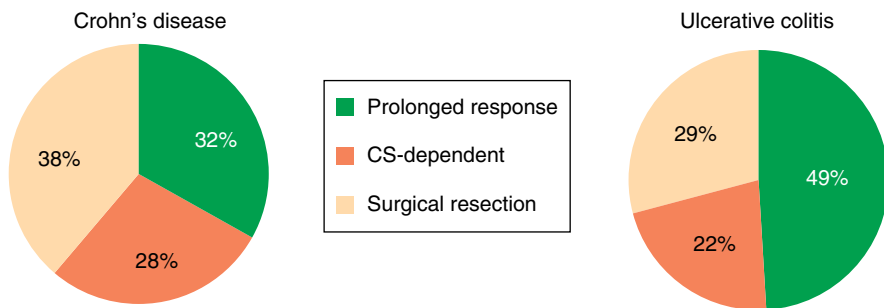 Crohn's disease
38%
32%
28%
Prolonged response
CS-dependent
Surgical resection
Ulcerative colitis
29%
49%
22%